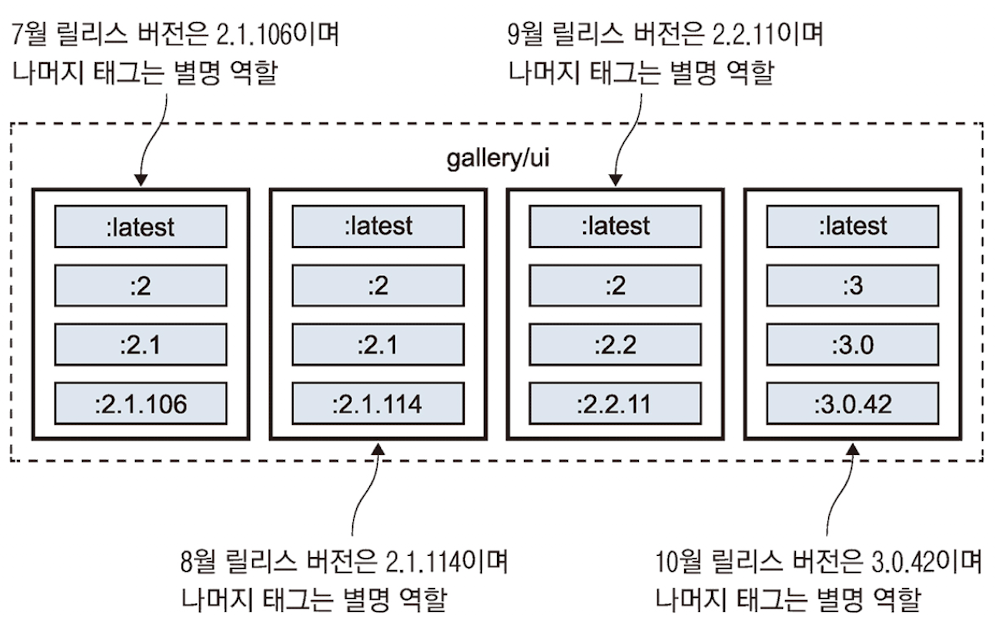 7월 릴리스 버전은 2.1.106이며
나머지 태그는 별명 역할
9월 릴리스 버전은 2.2.11이며
나머지 태그는 별명 역할
gallery/ui
:latest
:2
:2.1
:2.1.106
:latest
:2
:2.1
:2.1.114
:latest
:2
:2.2
:2.2.11
:latest
:3
:3.0
:3.0.42
8월 릴리스 버전은 2.1.114이며
나머지 태그는 별명 역할
10월 릴리스 버전은 3.0.42이며
나머지 태그는 별명 역할